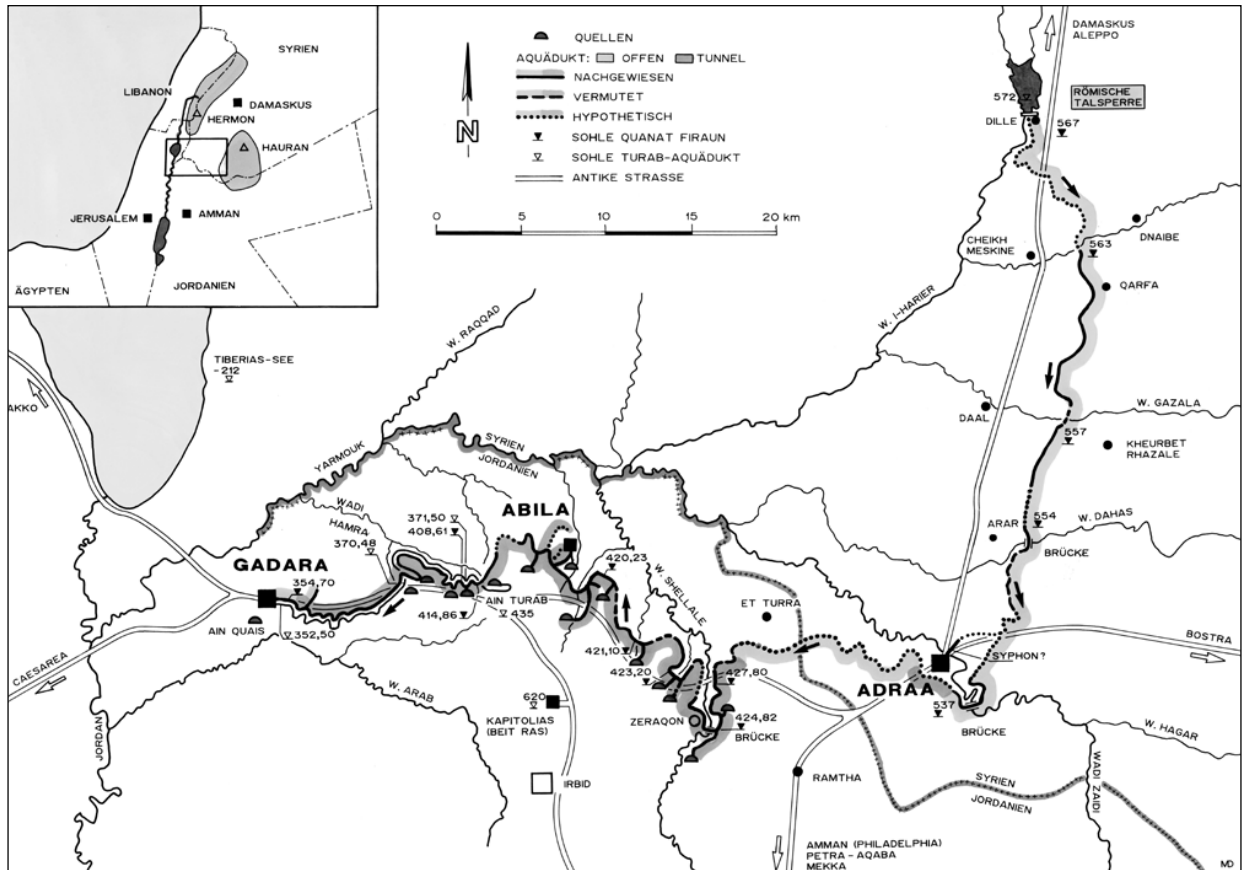 SYRIEN
LIBANON
DAMASKUS
HERMON
HAURAN
JERUSALEM
AMMAN
ÄGYPTEN
JORDANIEN
QUELLEN
AQUÄDUKT: OFFEN TUNNEL
NACHGEWIESEN
VERMUTET
HYPOTHETISCH
SOHLE QUANAT FIRAUN
SOHLE TURAB-AQUÄDUKT
ANTIKE STRASSE
N
0 5 10 15 20 km
DAMASKUS
ALEPPO
572
RÖMISCHE
TALSPERRE
DILLE
567
CHEIKH
MESKINE
563
DNAIBE
QARFA
W. I-HARIER
W. RAQQAD
TIBERIAS-SEE
-212
AKKO
DAAL
W. GAZALA
557
KHEURBET
RHAZALE
YARMOUK
SYRIEN
JORDANIEN
WADI
HAMRA
370,48
371,50
408,61
ABILA
554
W. DAHAS
ARAR
BRÜCKE
GADARA
354,70
420,23
W. SHELLALE
ET TURRA
AIN TURAB
AIN QUAIS
352,50
414,86
435
421,10
423,20
427,80
BOSTRA
SYPHON?
ADRAA
537
BRÜCKE
CAESAREA
W. ARAB
620
KAPITOLIAS
(BEIT RAS)
ZERAQON
424,82
BRÜCKE
W. HAGAR
JORDAN
IRBID
RAMTHA
SYRIEN
JORDANIEN
WADI ZAIDI
AMMAN (PHILADELPHIA)
PETRA - AQABA
MEKKA
MD